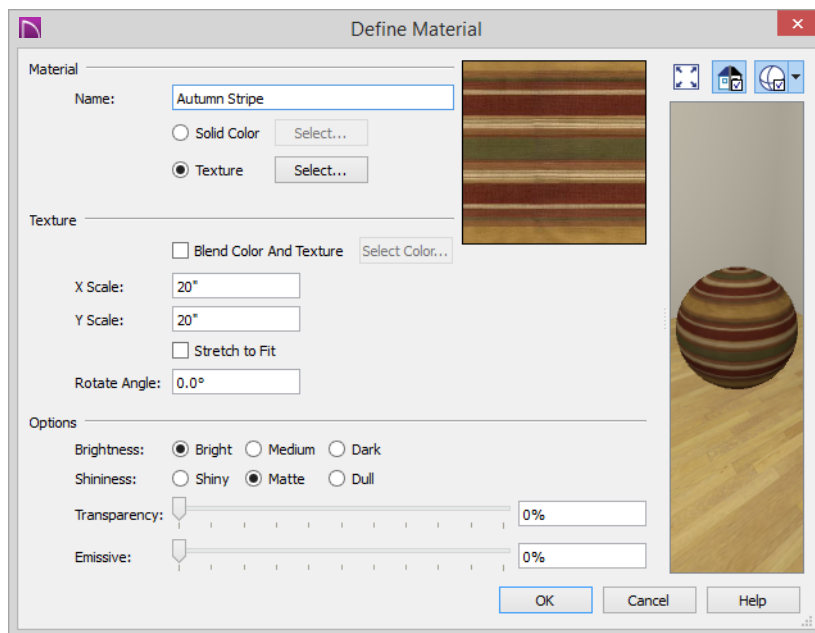 Define Material
Material
Name: Autumn Stripe
Solid Color Select...
Texture Select...
Texture
Blend Color And Texture Select Color...
X Scale: 20"
Y Scale: 20"
Stretch to Fit
Rotate Angle: 0.0°
Options
Brightness: Bright Medium Dark
Shininess: Shiny Matte Dull
Transparency: 0%
Emissive: 0%
OK Cancel Help